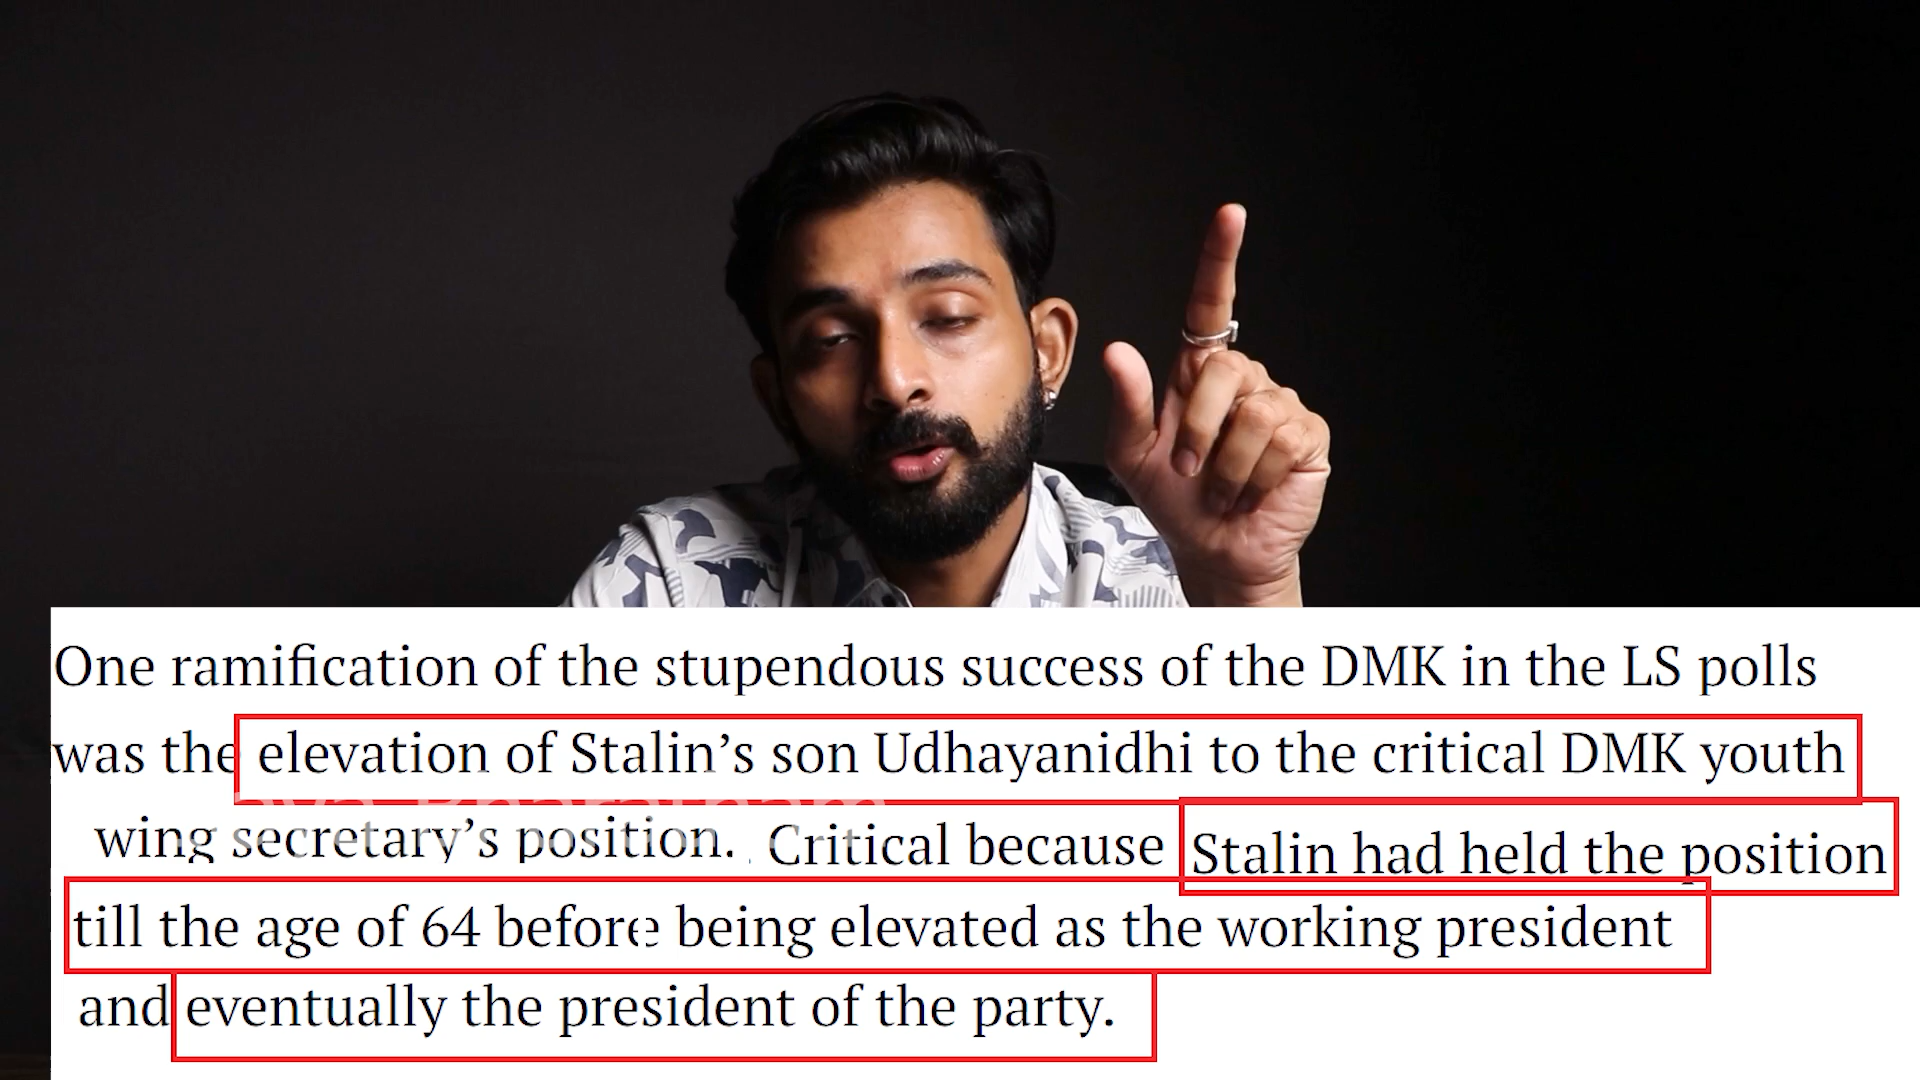 One ramification of the stupendous success of the DMK in the LS polls
was the elevation of Stalin’s son Udhayanidhi to the critical DMK youth
wing secretary’s position. Critical because Stalin had held the position
till the age of 64 before being elevated as the working president
and eventually the president of the party.